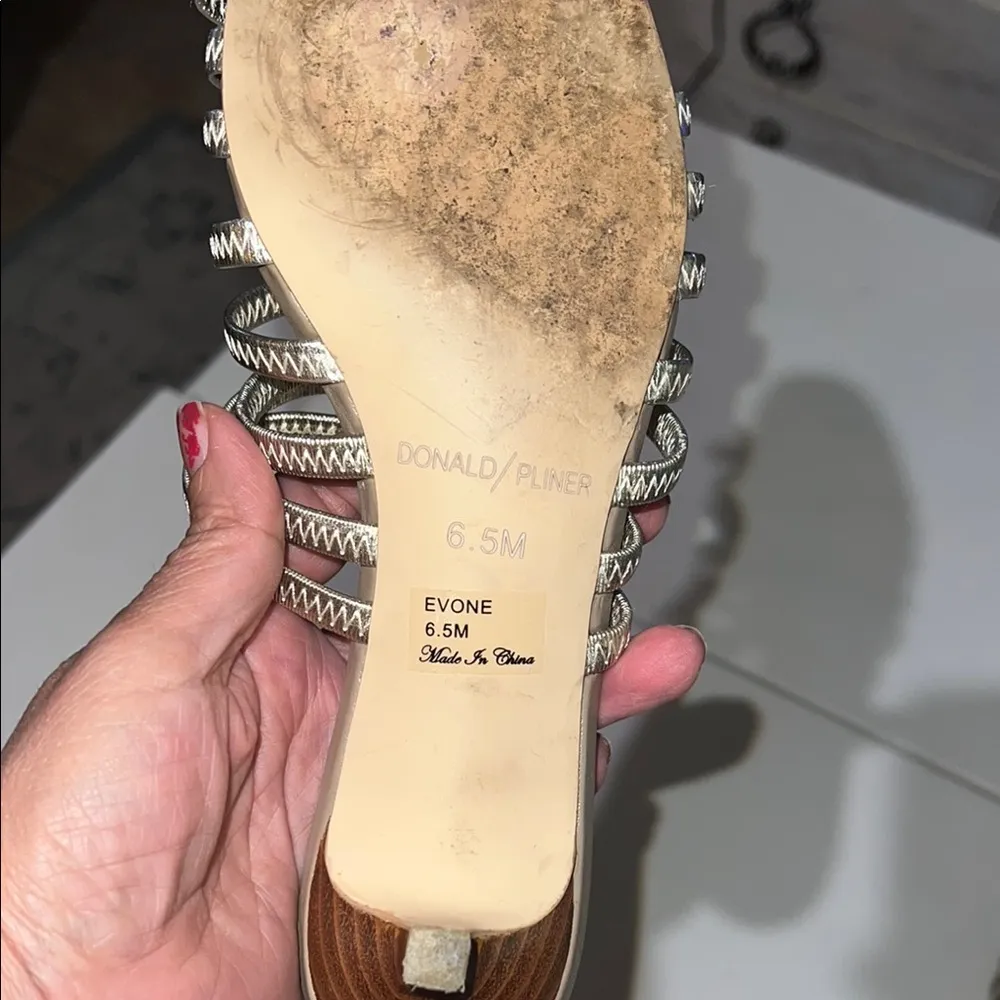 DONALD/PLINER
6.5M
EVONE
6.5M
Made In China